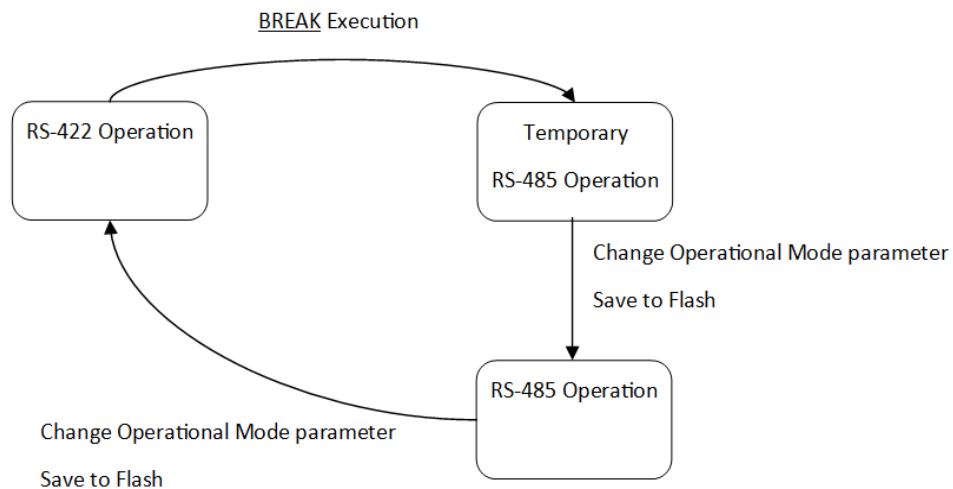 BREAK Execution
RS-422 Operation
Temporary
RS-485 Operation
Change Operational Mode parameter
Save to Flash
RS-485 Operation
Change Operational Mode parameter
Save to Flash